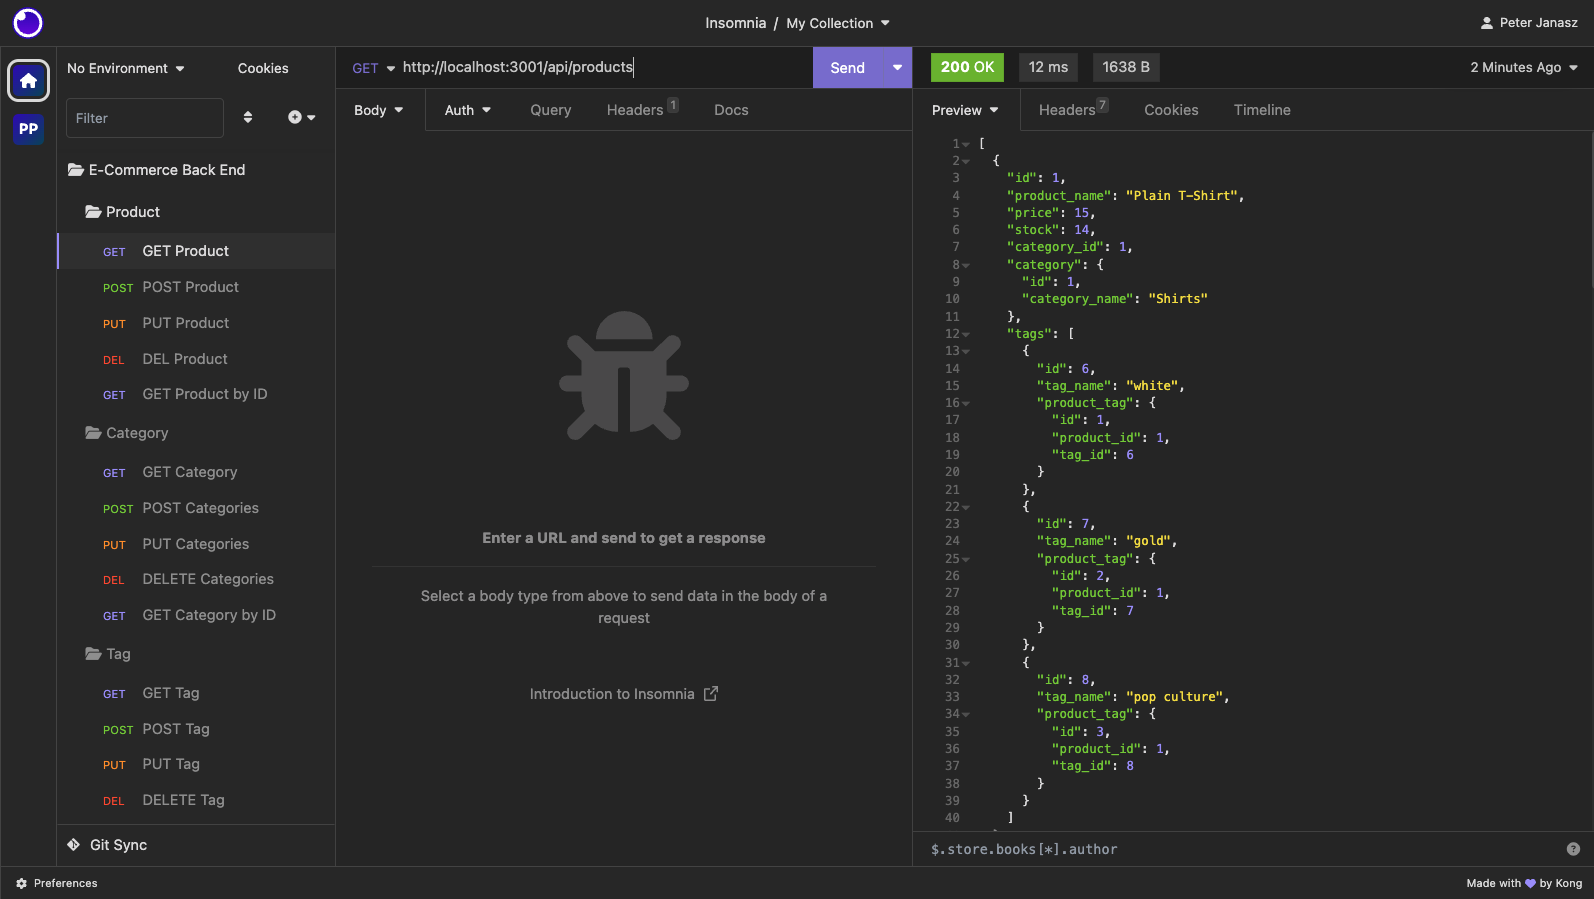 Insomnia / My Collection
Peter Janasz
PP
No Environment
Cookies
Filter
E-Commerce Back End
Product
GET GET Product
POST POST Product
PUT PUT Product
DEL DEL Product
GET GET Product by ID
Category
GET GET Category
POST POST Categories
PUT PUT Categories
DEL DELETE Categories
GET GET Category by ID
Tag
GET GET Tag
POST POST Tag
PUT PUT Tag
DEL DELETE Tag
Git Sync
GET http://localhost:3001/api/products
Send
Body Auth Query Headers 1 Docs
Enter a URL and send to get a response
Select a body type from above to send data in the body of a
request
Introduction to Insomnia
200 OK 12 ms 1638 B 2 Minutes Ago
Preview Headers 7 Cookies Timeline
1 [
2 {
3 "id": 1,
4 "product_name": "Plain T-Shirt",
5 "price": 15,
6 "stock": 14,
7 "category_id": 1,
8 "category": {
9 "id": 1,
10 "category_name": "Shirts"
11 },
12 "tags": [
13 {
14 "id": 6,
15 "tag_name": "white",
16 "product_tag": {
17 "id": 1,
18 "product_id": 1,
19 "tag_id": 6
20 }
21 },
22 {
23 "id": 7,
24 "tag_name": "gold",
25 "product_tag": {
26 "id": 2,
27 "product_id": 1,
28 "tag_id": 7
29 }
30 },
31 {
32 "id": 8,
33 "tag_name": "pop culture",
34 "product_tag": {
35 "id": 3,
36 "product_id": 1,
37 "tag_id": 8
38 }
39 }
40 ]
$.store.books[*].author
Preferences
Made with 💜 by Kong